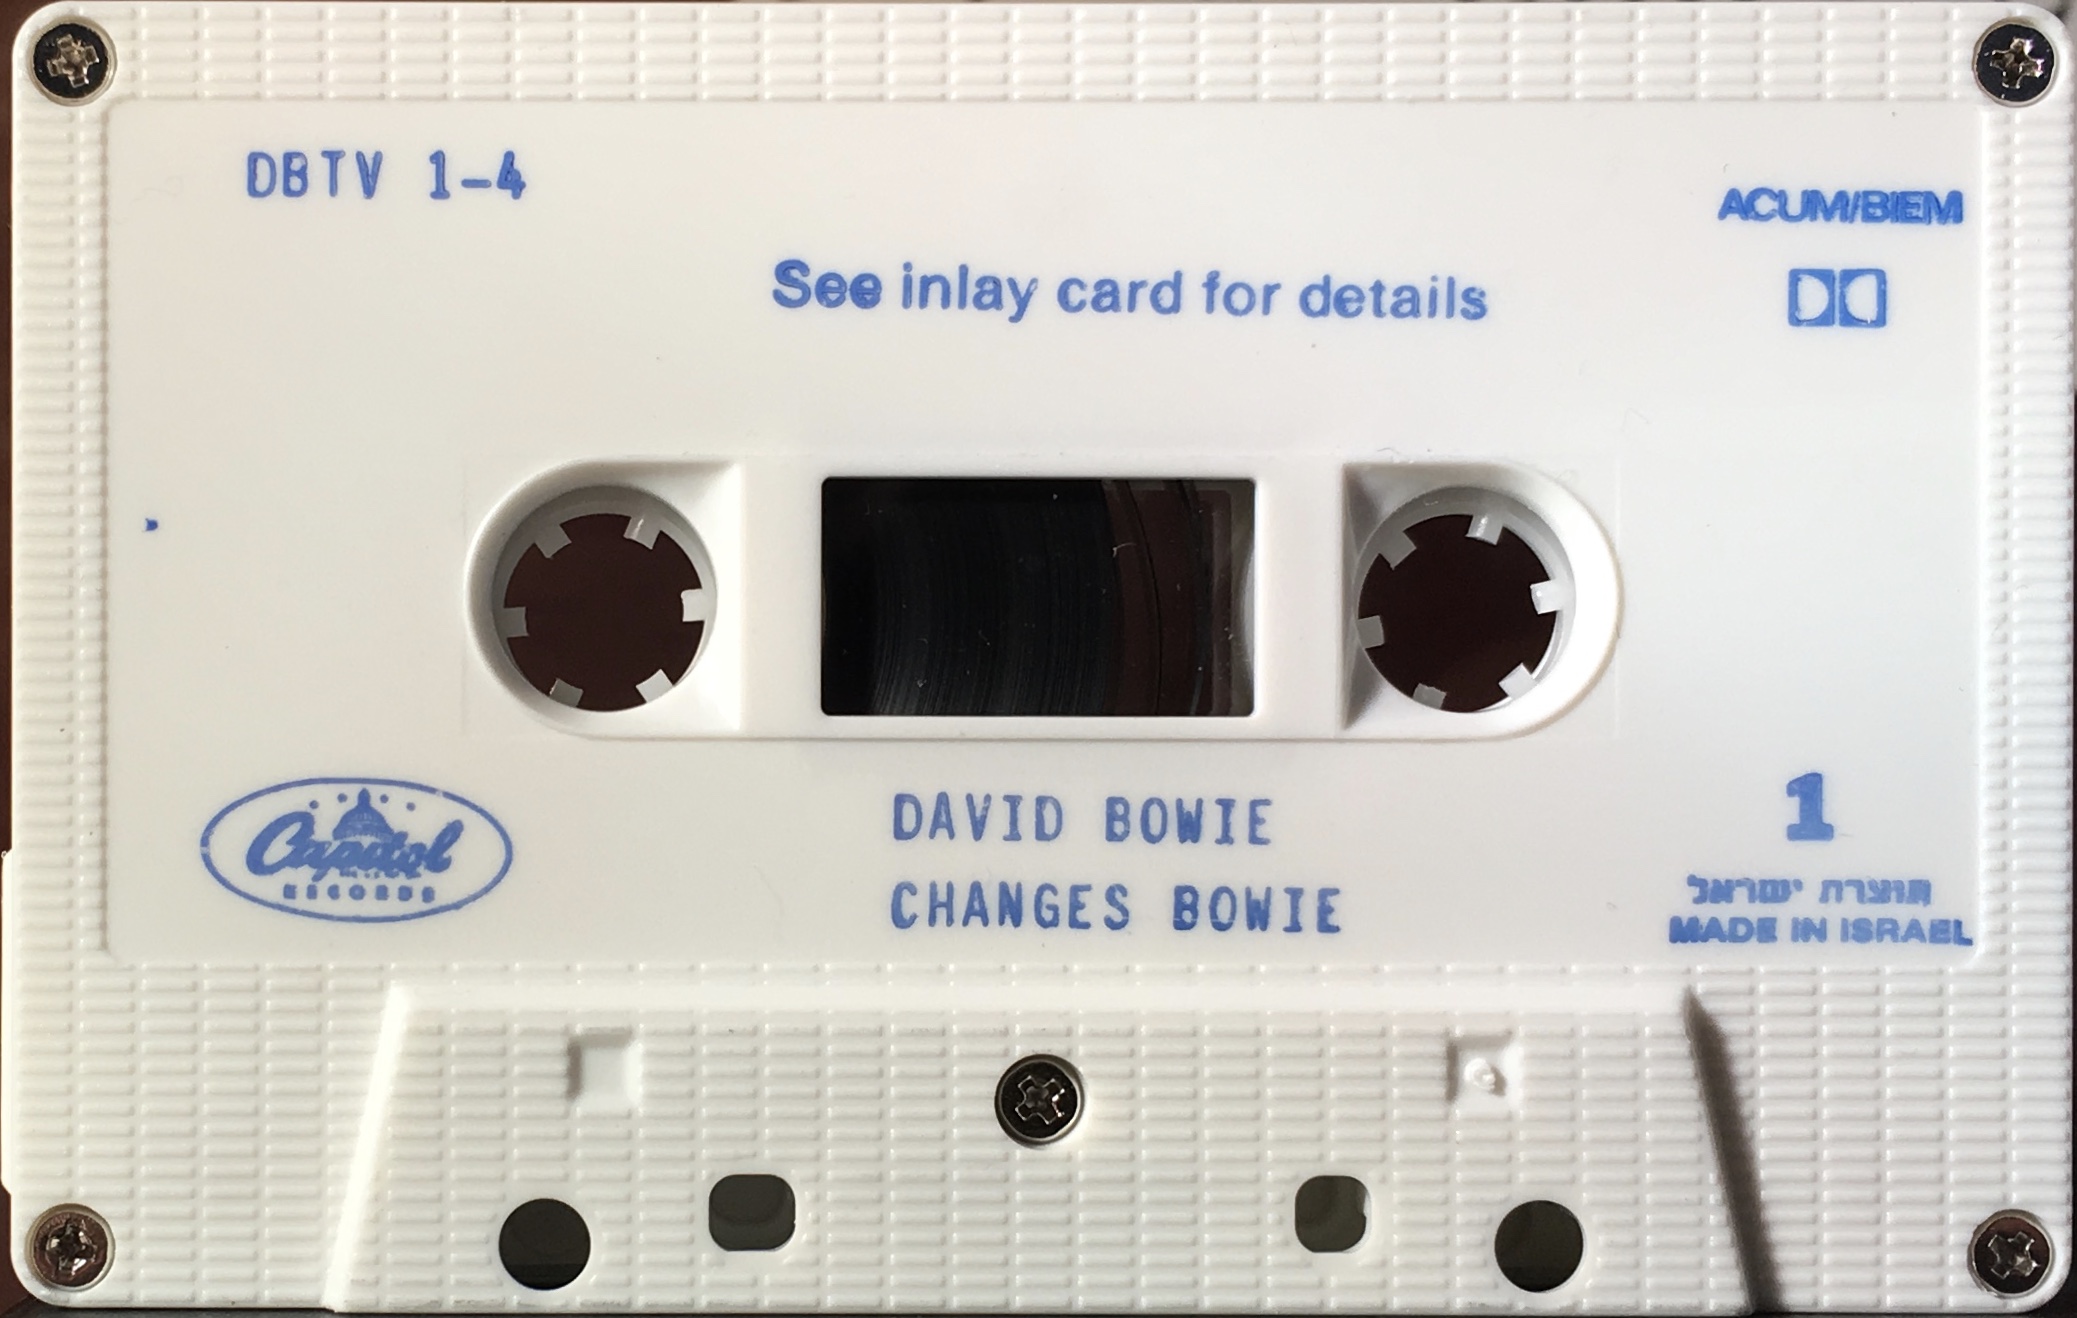 DBTV 1-4
ACUM/BIEM
See inlay card for details
Capitol
RECORDS
DAVID BOWIE
CHANGES BOWIE
1
תוצרת ישראל
MADE IN ISRAEL